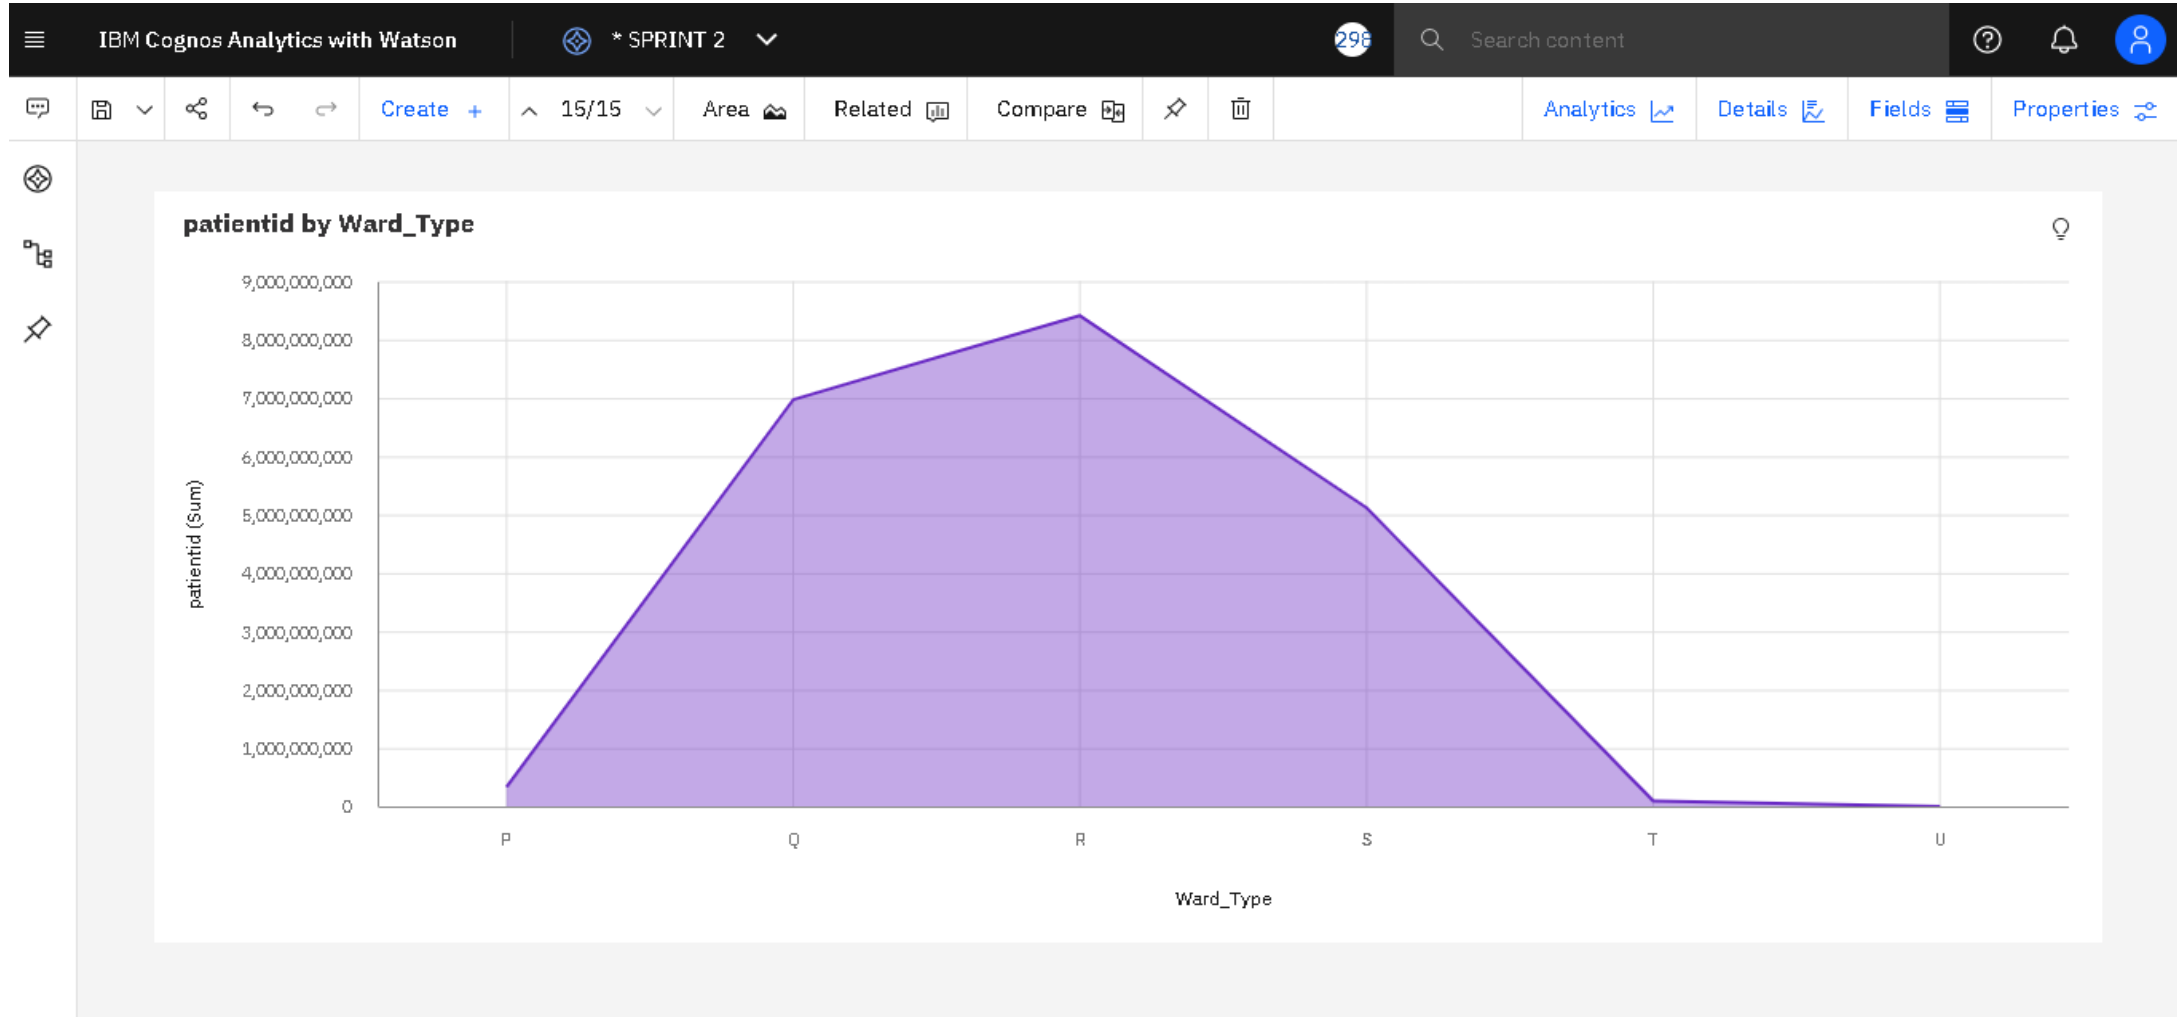 IBM Cognos Analytics with Watson
* SPRINT 2
298
Search content
Create +
15/15
Area
Related
Compare
Analytics
Details
Fields
Properties
patientid by Ward_Type
9,000,000,000
8,000,000,000
7,000,000,000
6,000,000,000
5,000,000,000
4,000,000,000
3,000,000,000
2,000,000,000
1,000,000,000
0
patientid (Sum)
P Q R S T U
Ward_Type